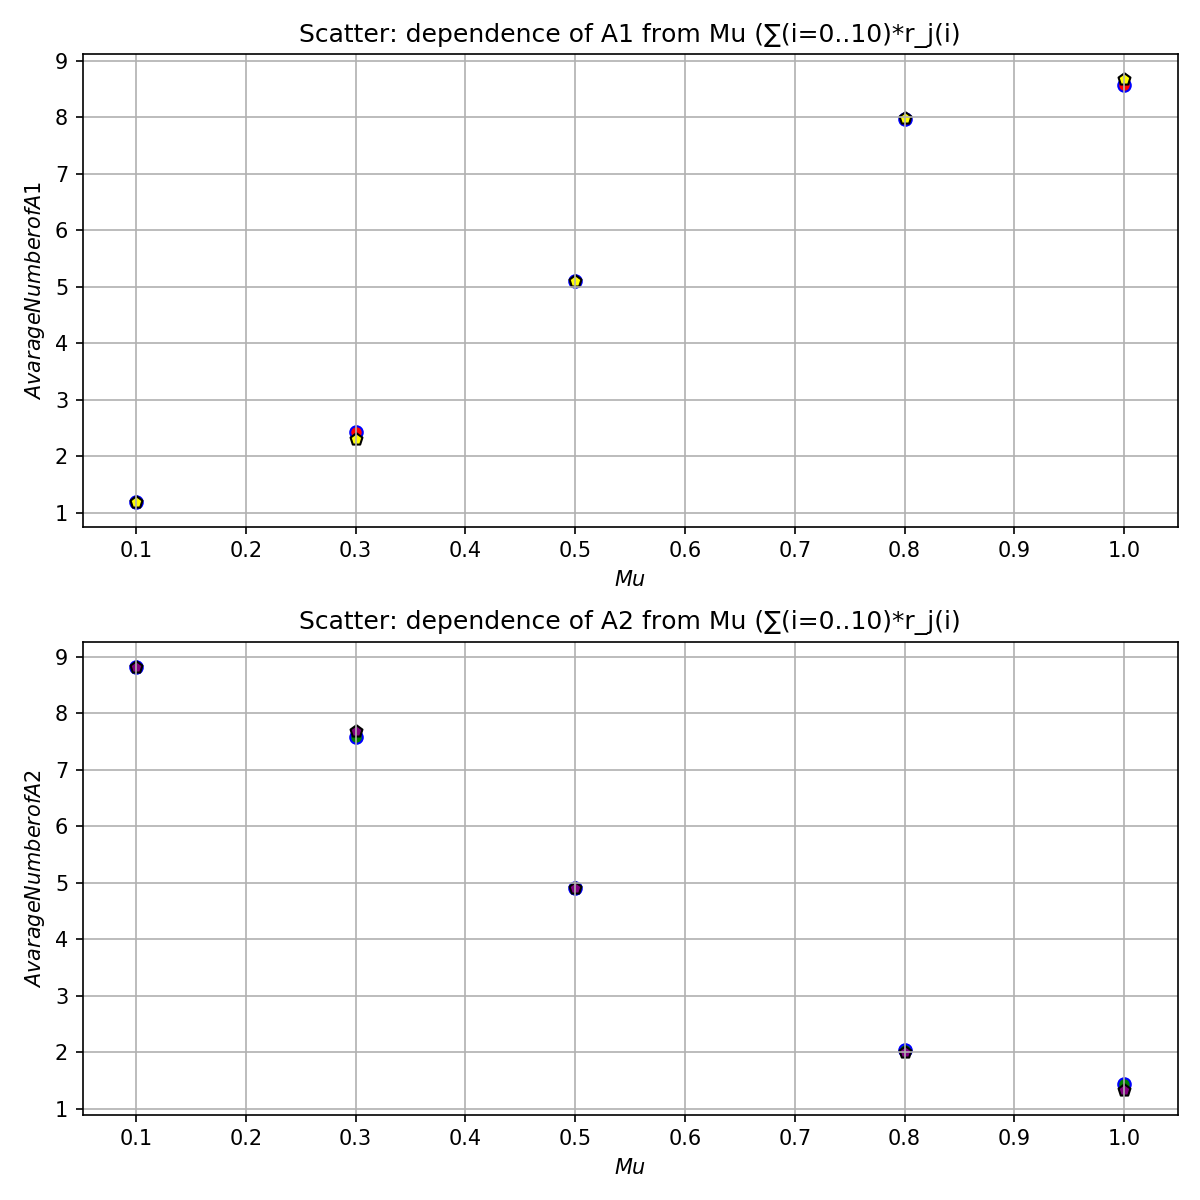 Scatter: dependence of A1 from Mu (∑(i=0..10)*r_j(i)
AvarageNumberofA1
9
8
7
6
5
4
3
2
1
0.1 0.2 0.3 0.4 0.5 0.6 0.7 0.8 0.9 1.0
Mu
Scatter: dependence of A2 from Mu (∑(i=0..10)*r_j(i)
AvarageNumberofA2
9
8
7
6
5
4
3
2
1
0.1 0.2 0.3 0.4 0.5 0.6 0.7 0.8 0.9 1.0
Mu